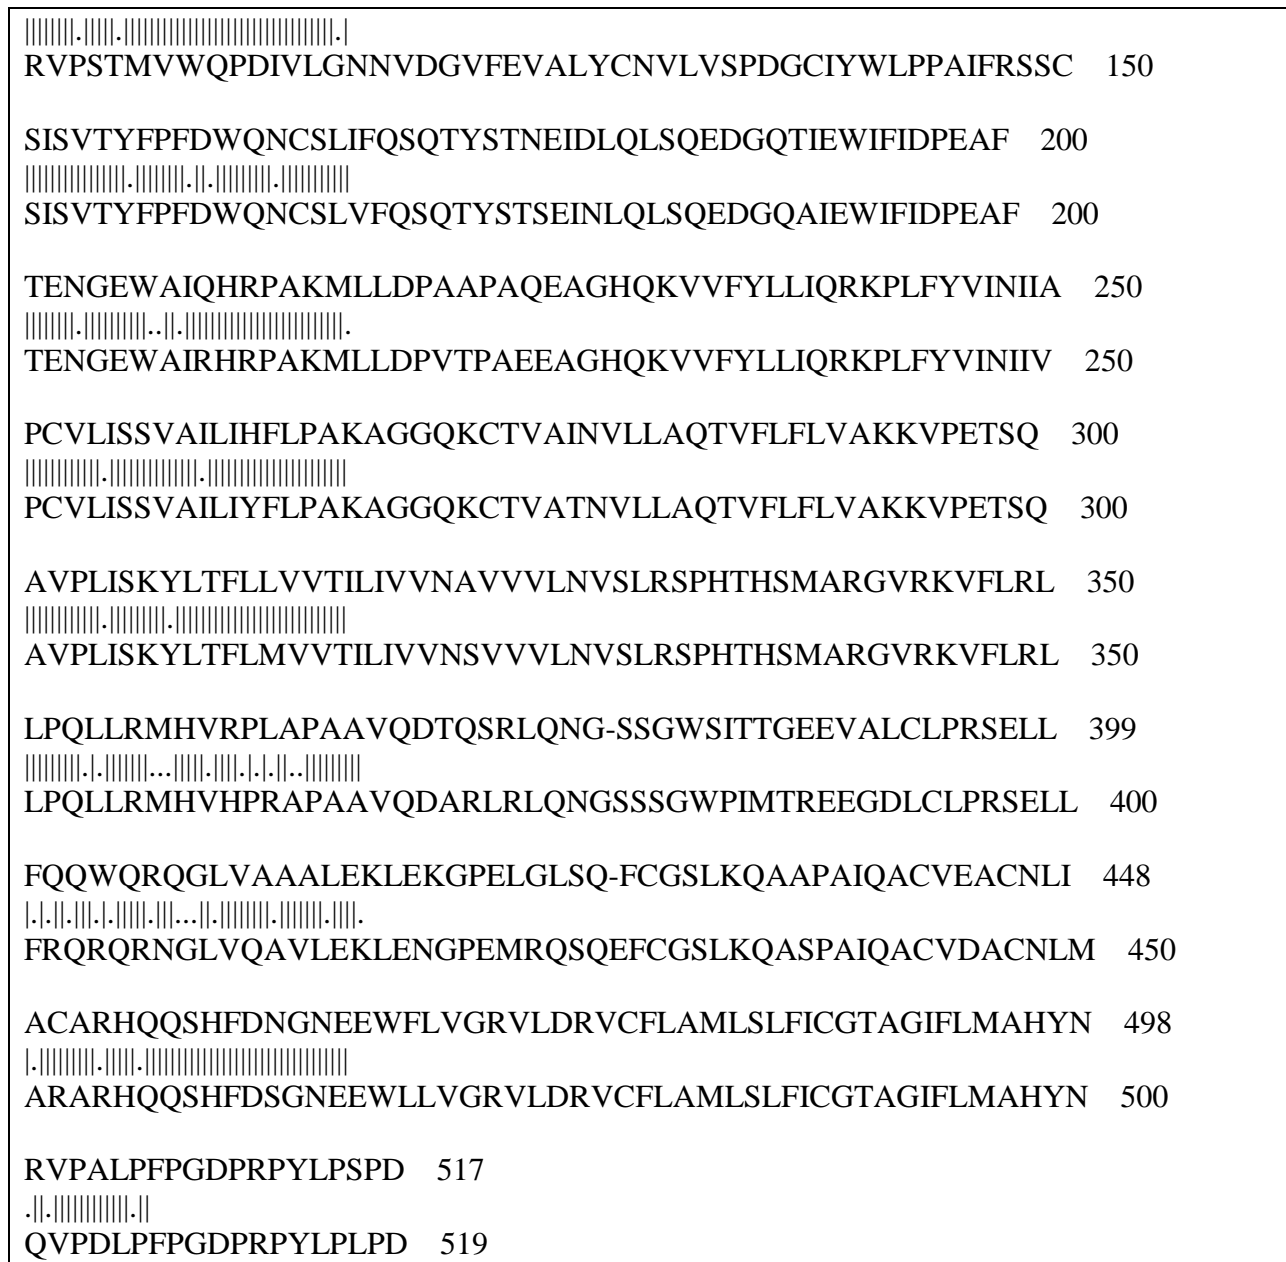 ||||||||.|||||.|||||||||||||||||||||||||||||||||.|
RVPSTMVWQPDIVLGNNVDGVFEVALYCNVLVSPDGCIYWLPPAIFRSSC 150
SISVTYFPFDWQNCSLIFQSQTYSTNEIDLQLSQEDGQTIEWIFIDPEAF 200
||||||||||||||||.||||||||.||.|||||||||.|||||||||||
SISVTYFPFDWQNCSLVFQSQTYSTSEINLQLSQEDGQAIEWIFIDPEAF 200
TENGEWAIQHRPAKMLLDPAAPAQEAGHQKVVFYLLIQRKPLFYVINIIA 250
||||||||.||||||||||..||.|||||||||||||||||||||||||.
TENGEWAIRHRPAKMLLDPVTPAEEAGHQKVVFYLLIQRKPLFYVINIIV 250
PCVLISSVAILIHFLPAKAGGQKCTVAINVLLAQTVFLFLVAKKVPETSQ 300
||||||||||||.||||||||||||||.||||||||||||||||||||||
PCVLISSVAILIYFLPAKAGGQKCTVATNVLLAQTVFLFLVAKKVPETSQ 300
AVPLISKYLTFLLVVTILIVVNAVVVLNVSLRSPHTHSMARGVRKVFLRL 350
||||||||||||.|||||||||.|||||||||||||||||||||||||||
AVPLISKYLTFLMVVTILIVVNSVVVLNVSLRSPHTHSMARGVRKVFLRL 350
LPQLLRMHVRPLAPAAVQDTQSRLQNG-SSGWSITTGEEVALCLPRSELL 399
|||||||||.|.|||||||...|||||.||||.|.|.||..|||||||||
LPQLLRMHVHPRAPAAVQDARLRLQNGSSSGWPIMTREEGDLCLPRSELL 400
FQQWQRQGLVAAALEKLEKGPELGLSQ-FCGSLKQAAPAIQACVEACNLI 448
|.|.||.|||.|.|||||.|||...||.||||||||.|||||||.||||.
FRQRQRNGLVQAVLEKLENGPEMRQSQEFCGSLKQASPAIQACVDACNLM 450
ACARHQQSHFDNGNEEWFLVGRVLDRVCFLAMLSLFICGTAGIFLMAHYN 498
|.|||||||||.|||||.||||||||||||||||||||||||||||||||
ARARHQQSHFDSGNEEWLLVGRVLDRVCFLAMLSLFICGTAGIFLMAHYN 500
RVPALPFPGDPRPYLPSPD 517
.||.||||||||||||.||
QVPDLPFPGDPRPYLPLPD 519